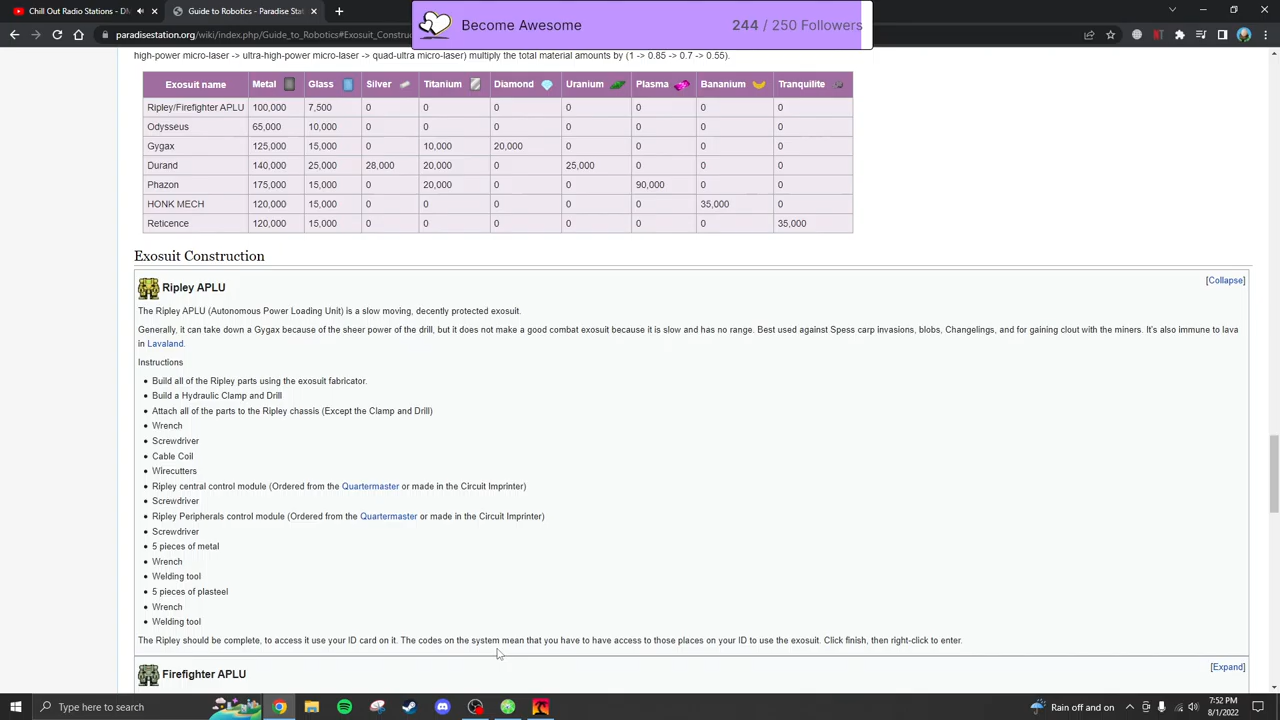 Chill Out Radio Stations - D
Guide to Robotics - Paradise Stat
Become Awesome
244 / 250 Followers
paradisestation.org/wiki/index.php/Guide_to_Robotics#Exosuit_Constru
high-power micro-laser -> ultra-high-power micro-laser -> quad-ultra micro-laser) multiply the total material amounts by (1 -> 0.85 -> 0.7 -> 0.55).
Exosuit name Metal Glass Silver Titanium Diamond Uranium Plasma Bananium Tranquilite
Ripley/Firefighter APLU 100,000 7,500 0 0 0 0 0 0 0
Odysseus 65,000 10,000 0 0 0 0 0 0 0
Gygax 125,000 15,000 0 10,000 20,000 0 0 0 0
Durand 140,000 25,000 28,000 20,000 0 25,000 0 0 0
Phazon 175,000 15,000 0 20,000 0 0 90,000 0 0
HONK MECH 120,000 15,000 0 0 0 0 0 35,000 0
Reticence 120,000 15,000 0 0 0 0 0 0 35,000
Exosuit Construction
Ripley APLU
[Collapse]
The Ripley APLU (Autonomous Power Loading Unit) is a slow moving, decently protected exosuit.
Generally, it can take down a Gygax because of the sheer power of the drill, but it does not make a good combat exosuit because it is slow and has no range. Best used against Spess carp invasions, blobs, Changelings, and for gaining clout with the miners. It's also immune to lava
in Lavaland.
Instructions
• Build all of the Ripley parts using the exosuit fabricator.
• Build a Hydraulic Clamp and Drill
• Attach all of the parts to the Ripley chassis (Except the Clamp and Drill)
• Wrench
• Screwdriver
• Cable Coil
• Wirecutters
• Ripley central control module (Ordered from the Quartermaster or made in the Circuit Imprinter)
• Screwdriver
• Ripley Peripherals control module (Ordered from the Quartermaster or made in the Circuit Imprinter)
• Screwdriver
• 5 pieces of metal
• Wrench
• Welding tool
• 5 pieces of plasteel
• Wrench
• Welding tool
The Ripley should be complete, to access it use your ID card on it. The codes on the system mean that you have to have access to those places on your ID to use the exosuit. Click finish, then right-click to enter.
Firefighter APLU
[Expand]
Type here to search
Rain off and on
7:52 PM
8/1/2022